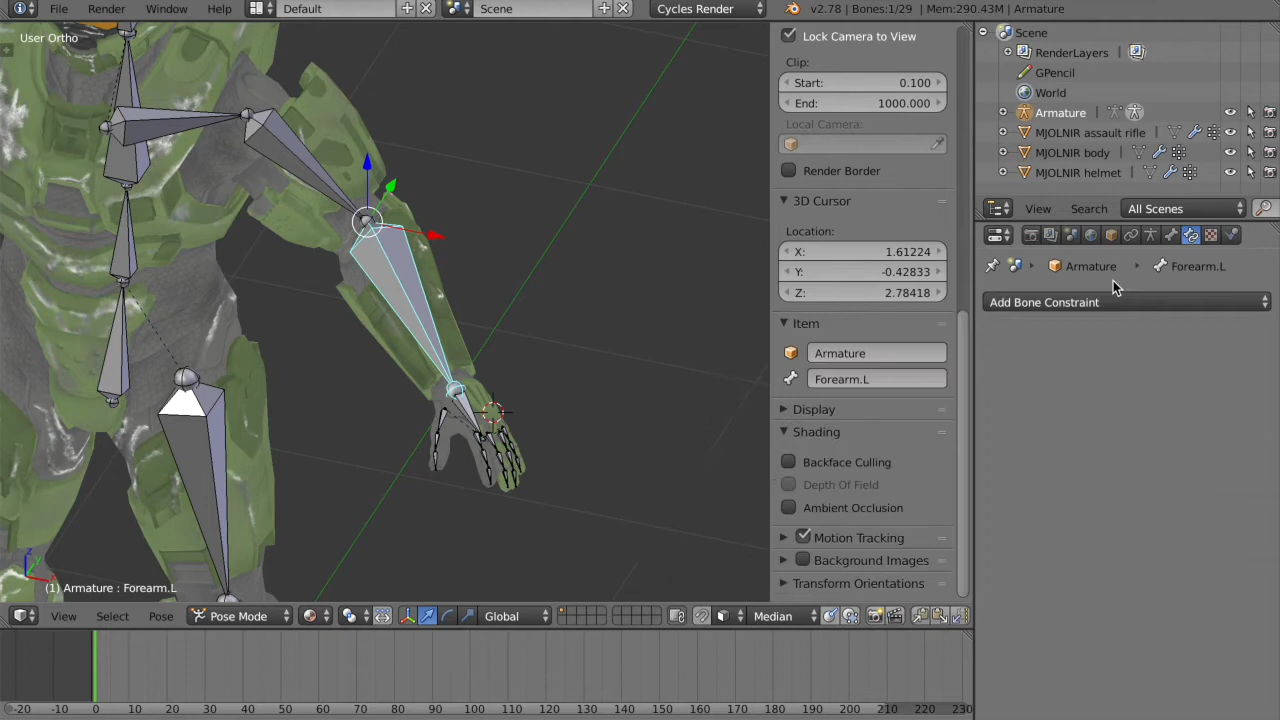 File Render Window Help Default Scene Cycles Render v2.78 | Bones:1/29 | Mem:290.43M | Armature
User Ortho
Lock Camera to View
Clip:
Start: 0.100
End: 1000.000
Local Camera:
Render Border
3D Cursor
Location:
X: 1.61224
Y: -0.42833
Z: 2.78418
Item
Armature
Forearm.L
Display
Shading
Backface Culling
Depth Of Field
Ambient Occlusion
Motion Tracking
Background Images
Transform Orientations
Scene
RenderLayers
GPencil
World
Armature
MJOLNIR assault rifle
MJOLNIR body
MJOLNIR helmet
View Search All Scenes
Armature Forearm.L
Add Bone Constraint
z
y
x
(1) Armature : Forearm.L
View Select Pose Pose Mode Global Median
-20 -10 0 10 20 30 40 50 60 70 80 90 100 110 120 130 140 150 160 170 180 190 200 210 220 230